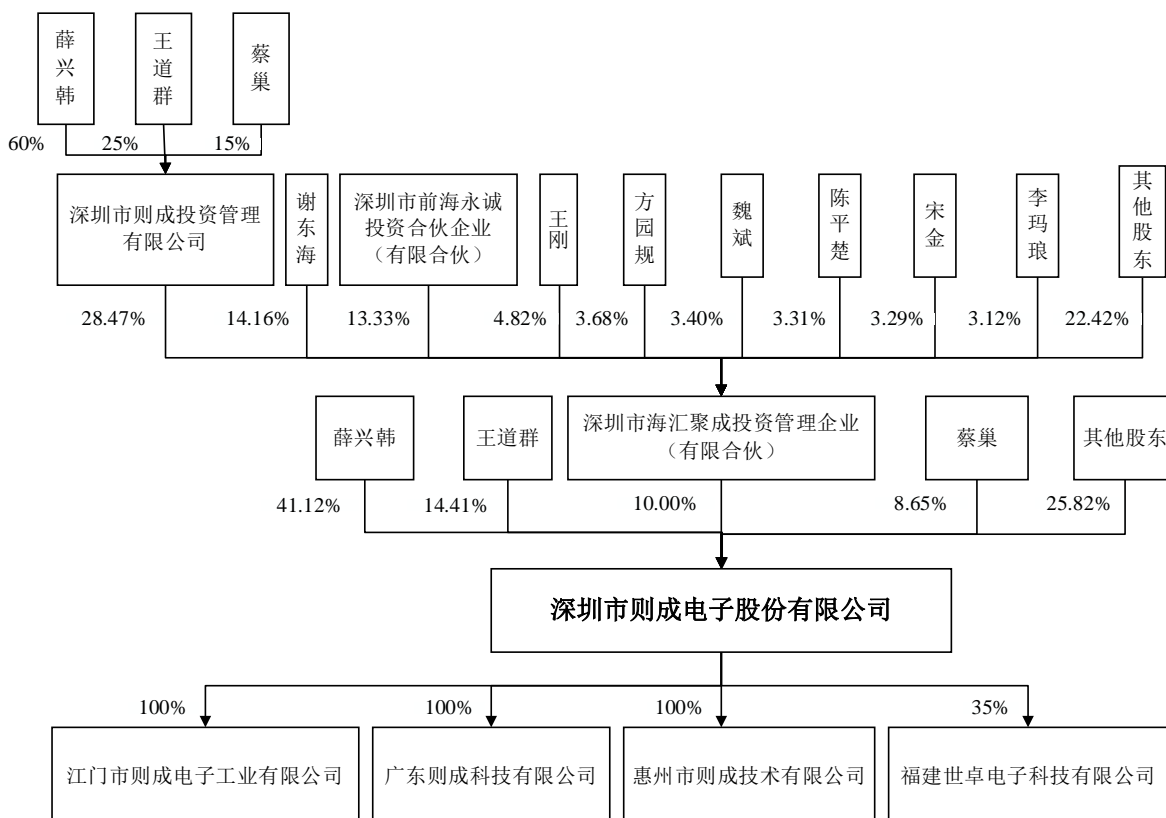 薛兴韩
王道群
蔡巢
60%
25%
15%
深圳市则成投资管理
有限公司
谢东海
深圳市前海永诚
投资合伙企业
（有限合伙）
王刚
方园规
魏斌
陈平楚
宋金
李玛琅
其他股东
28.47%
14.16%
13.33%
4.82%
3.68%
3.40%
3.31%
3.29%
3.12%
22.42%
薛兴韩
王道群
深圳市海汇聚成投资管理企业
（有限合伙）
蔡巢
其他股东
41.12%
14.41%
10.00%
8.65%
25.82%
深圳市则成电子股份有限公司
100%
100%
100%
35%
江门市则成电子工业有限公司
广东则成科技有限公司
惠州市则成技术有限公司
福建世卓电子科技有限公司